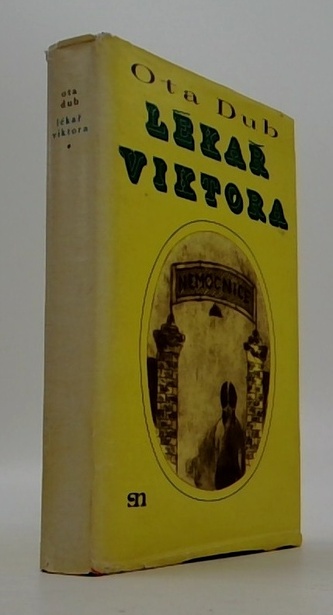 ota
dub
lékař
viktora
Ota Dub
LÉKAŘ
VIKTORA
NEMOCNICE
sn